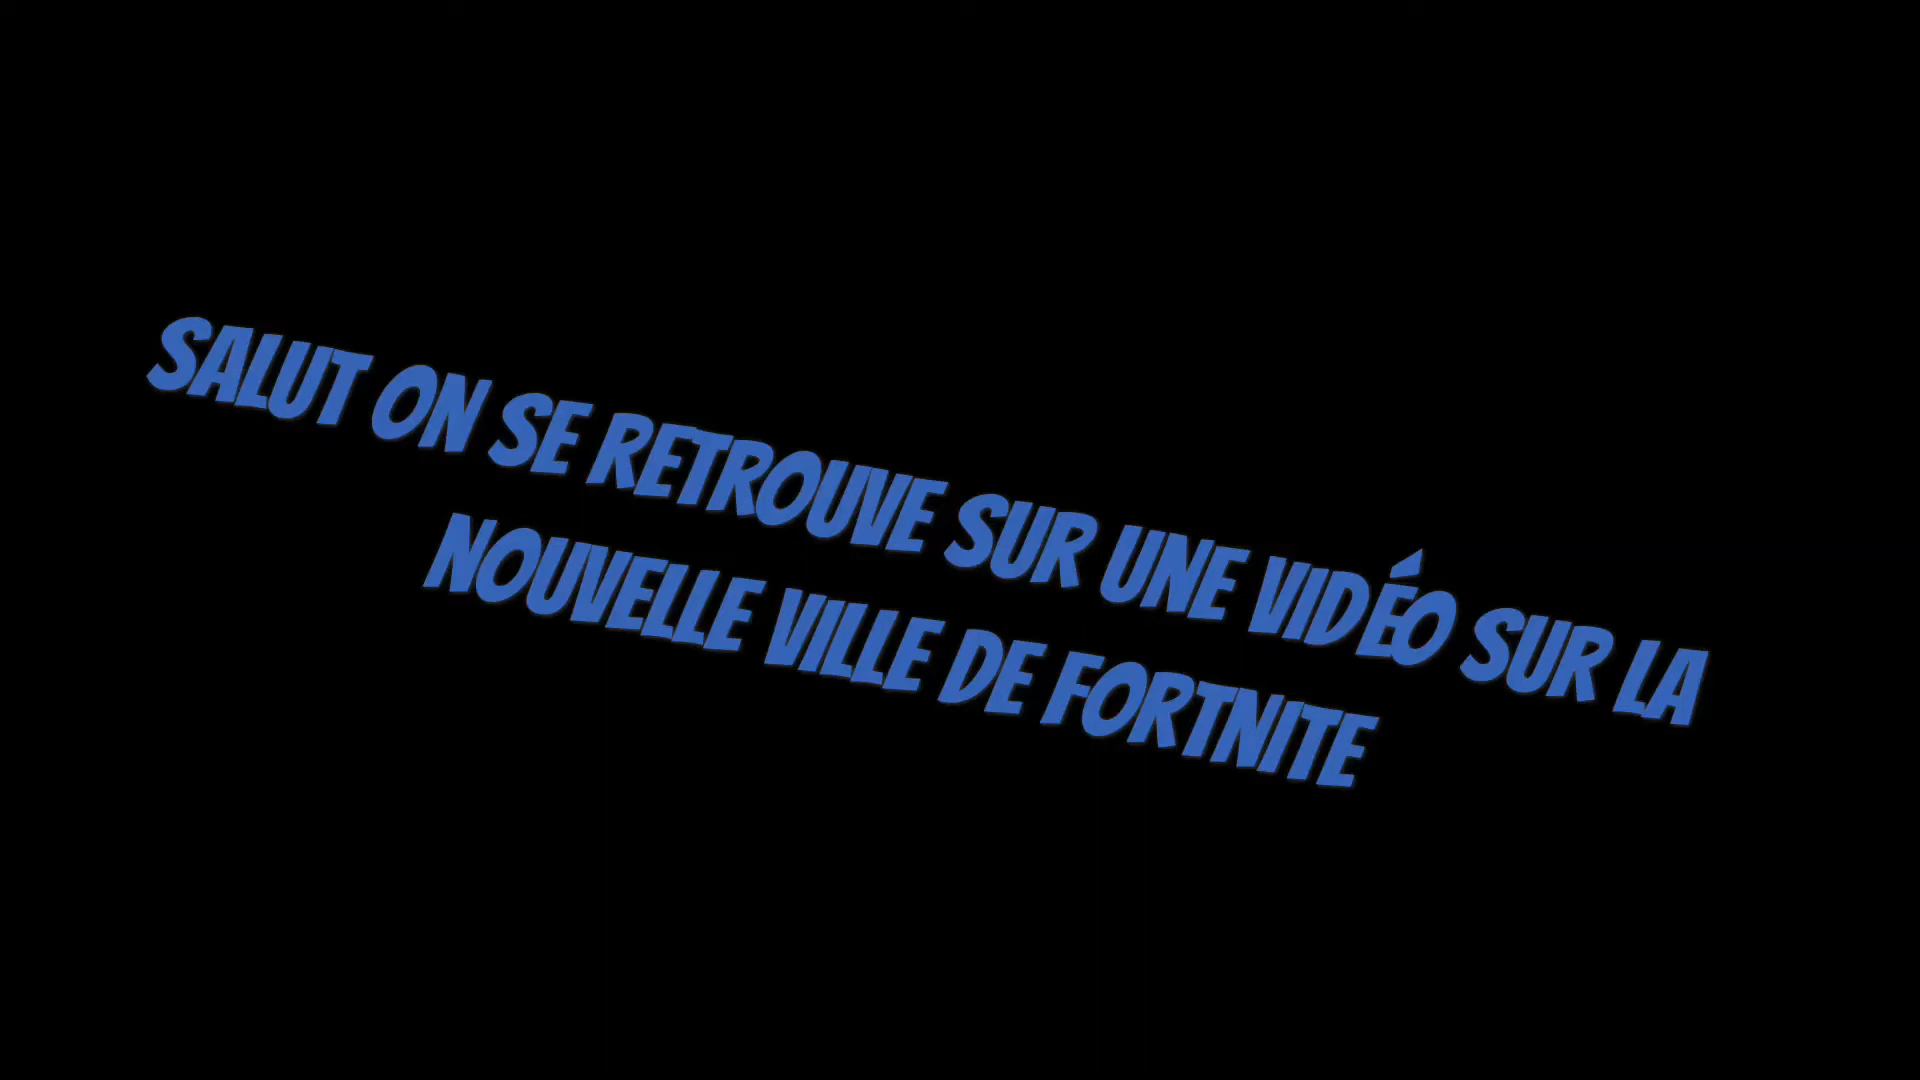 SALUT ON SE RETROUVE SUR UNE VIDÉO SUR LA
NOUVELLE VILLE DE FORTNITE